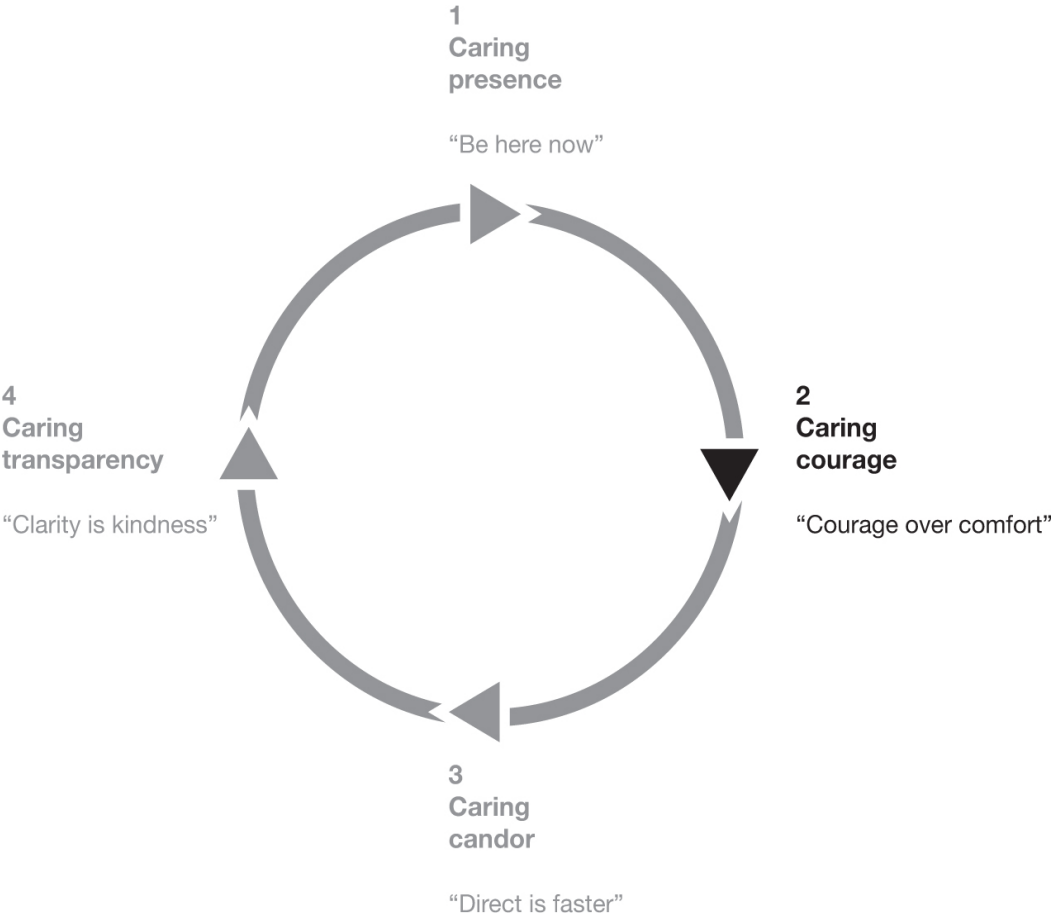 1
Caring
presence
“Be here now”
2
Caring
courage
“Courage over comfort”
3
Caring
candor
“Direct is faster”
4
Caring
transparency
“Clarity is kindness”